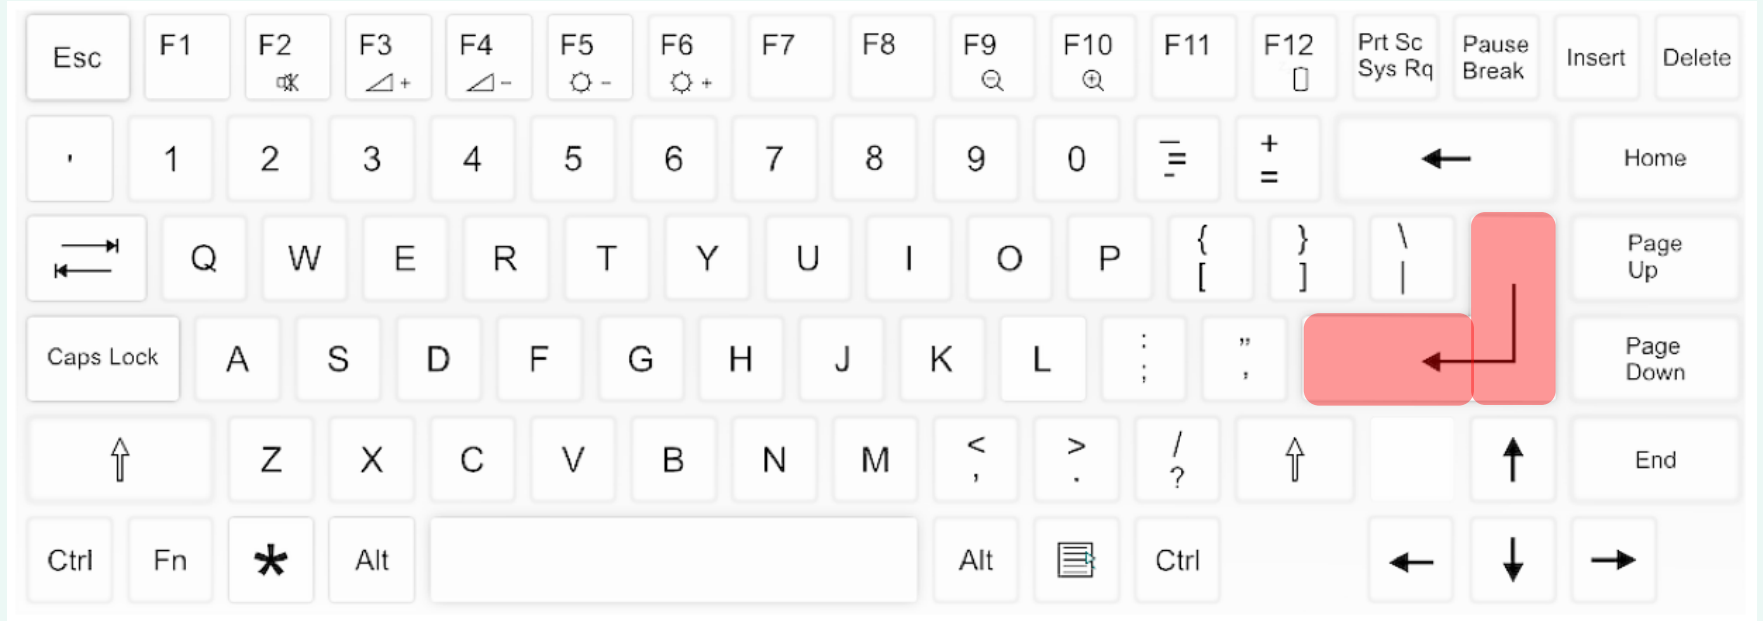 Esc F1 F2 F3 F4 F5 F6 F7 F8 F9 F10 F11 F12 Prt Sc Pause Insert Delete
+ - - + Sys Rq Break
' 1 2 3 4 5 6 7 8 9 0 _ + Home
= - =
Q W E R T Y U I O P { } \ Page
[ ] | Up
Caps Lock A S D F G H J K L : ” Page
; , Down
Z X C V B N M < > / End
, . ?
Ctrl Fn * Alt Alt Ctrl